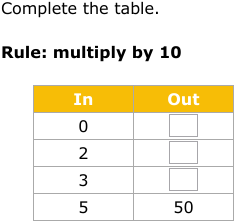 Complete the table.
Rule: multiply by 10
In Out
0
2
3
5 50